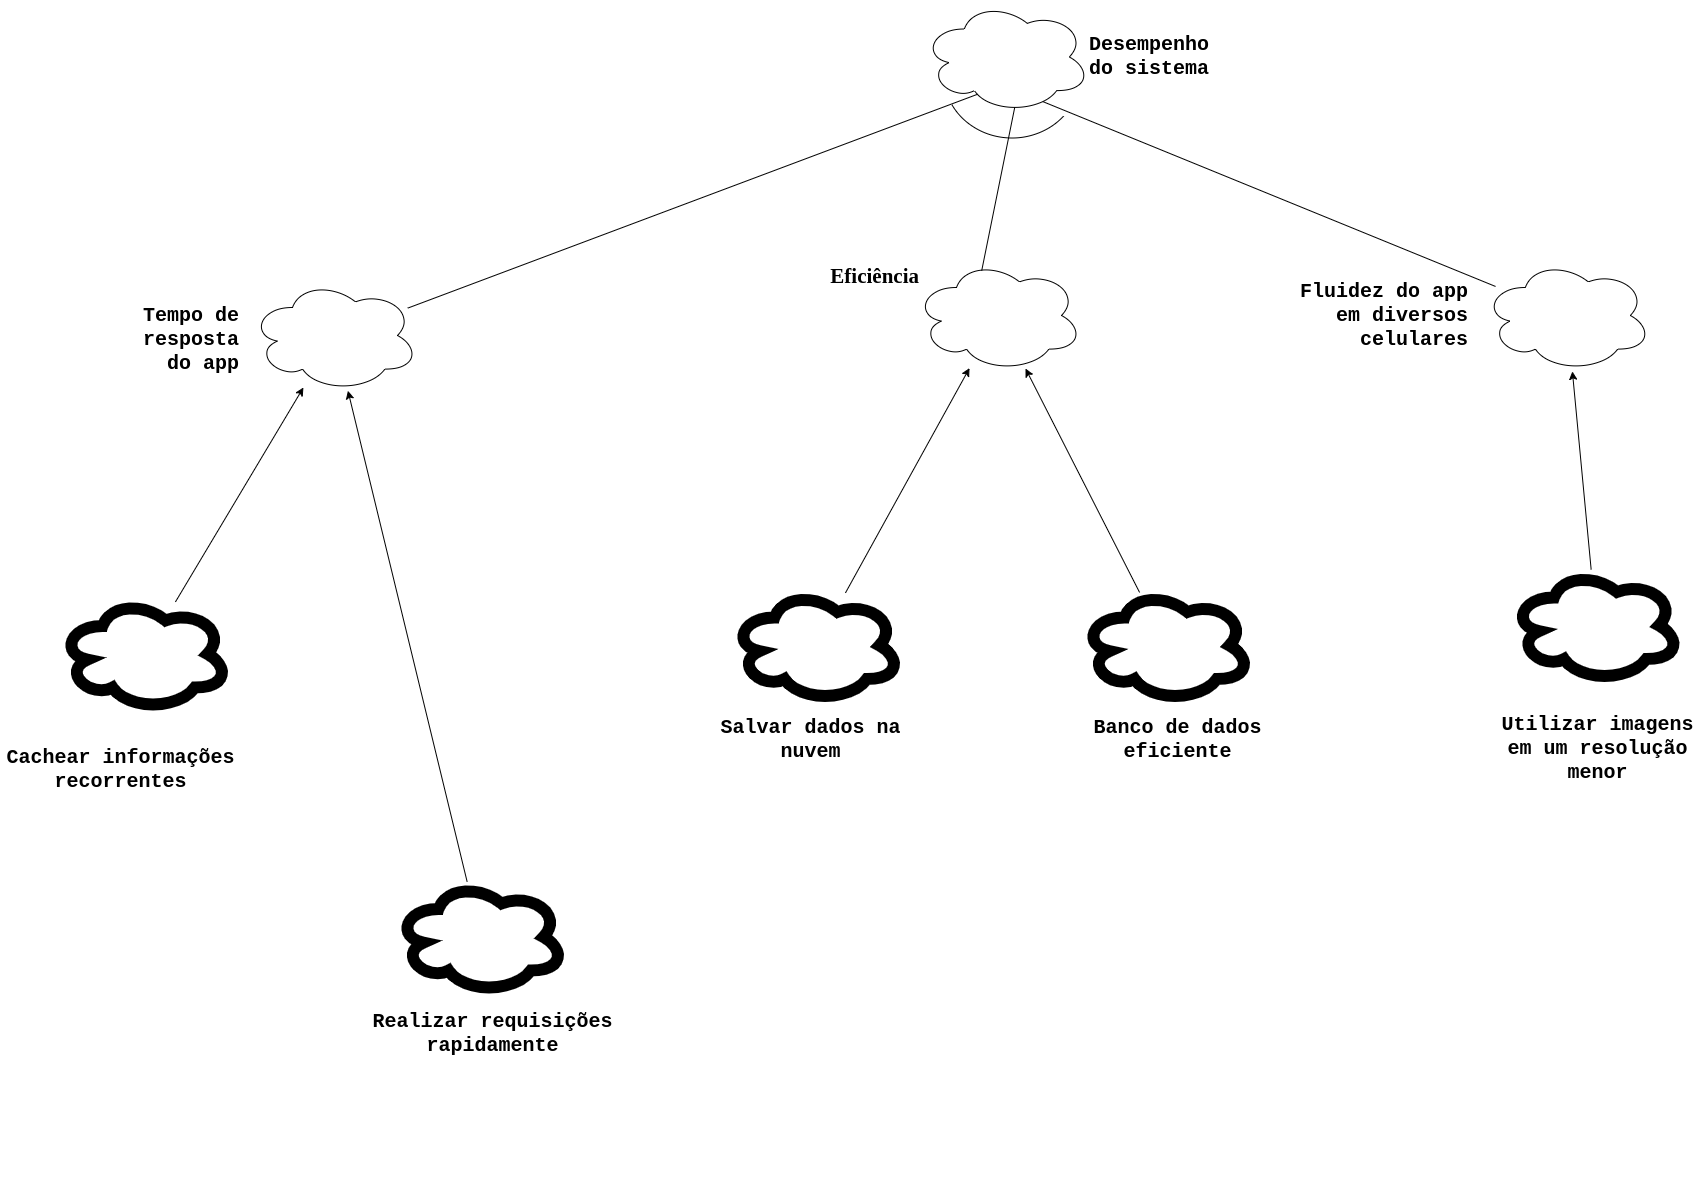 Desempenho
do sistema
Eficiência
Fluidez do app
em diversos
celulares
Tempo de
resposta
do app
Salvar dados na
nuvem
Banco de dados
eficiente
Utilizar imagens
em um resolução
menor
Cachear informações
recorrentes
Realizar requisições
rapidamente